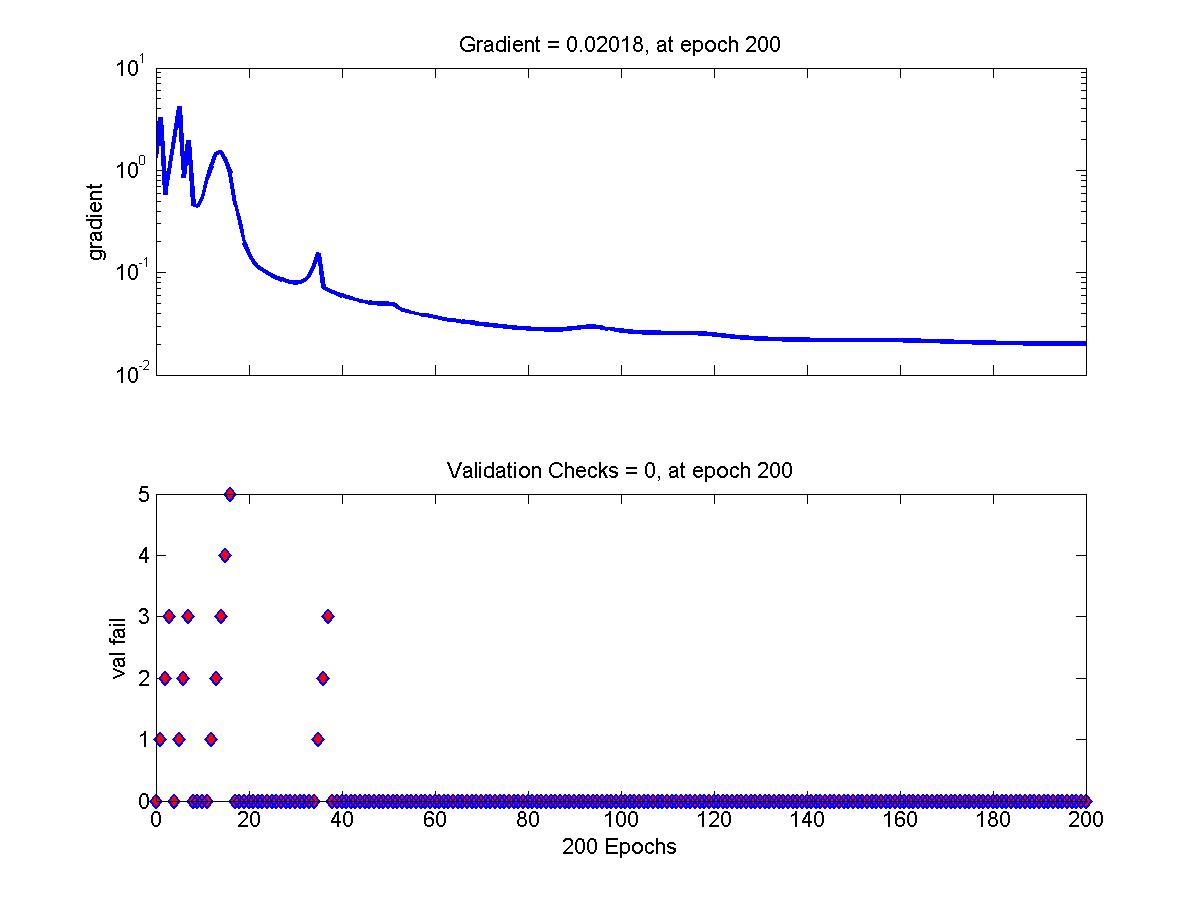 Gradient = 0.02018, at epoch 200
10^1
10^0
10^-1
10^-2
gradient
Validation Checks = 0, at epoch 200
5
4
3
2
1
0
val fail
0 20 40 60 80 100 120 140 160 180 200
200 Epochs